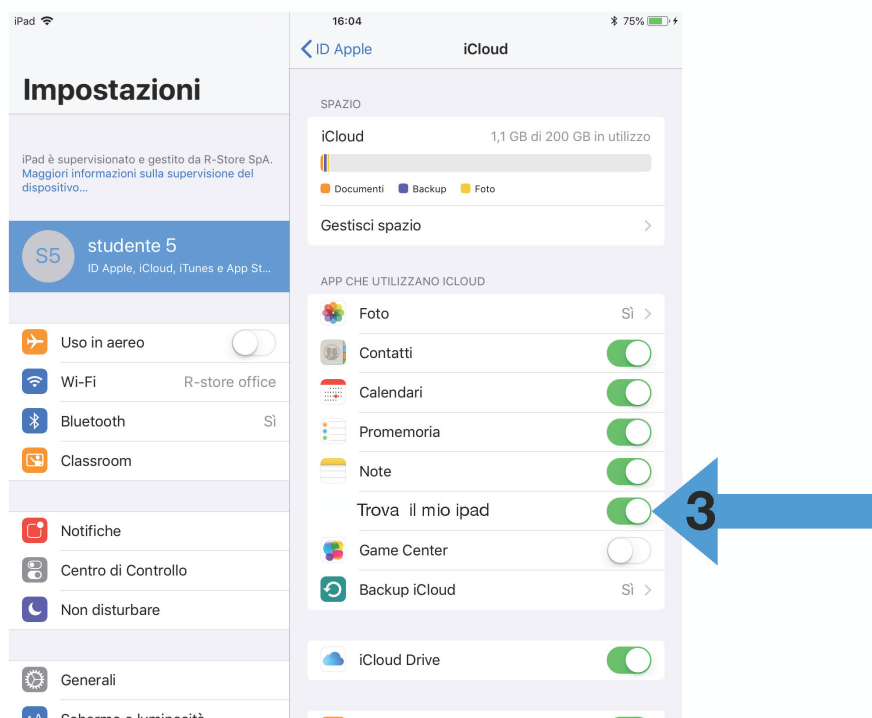 iPad
16:04
75%
Impostazioni
iPad è supervisionato e gestito da R-Store SpA.
Maggiori informazioni sulla supervisione del
dispositivo...
S5
studente 5
ID Apple, iCloud, iTunes e App St...
Uso in aereo
Wi-Fi
R-store office
Bluetooth
Sì
Classroom
Notifiche
Centro di Controllo
Non disturbare
Generali
ID Apple
iCloud
SPAZIO
iCloud
1,1 GB di 200 GB in utilizzo
Documenti
Backup
Foto
Gestisci spazio
APP CHE UTILIZZANO ICLOUD
Foto
Sì
Contatti
Calendari
Promemoria
Note
Trova il mio ipad
3
Game Center
Backup iCloud
Sì
iCloud Drive